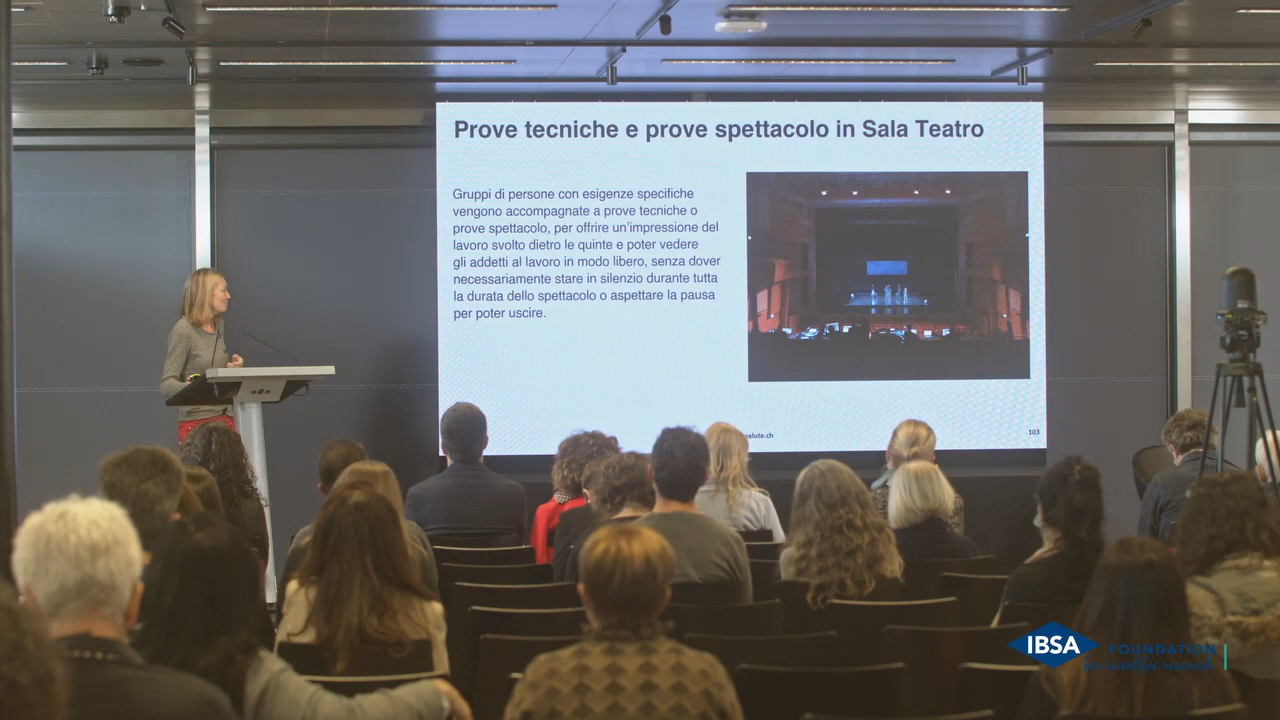 Prove tecniche e prove spettacolo in Sala Teatro
Gruppi di persone con esigenze specifiche
vengono accompagnate a prove tecniche o
prove spettacolo, per offrire un'impressione del
lavoro svolto dietro le quinte e poter vedere
gli addetti al lavoro in modo libero, senza dover
necessariamente stare in silenzio durante tutta
la durata dello spettacolo o aspettare la pausa
per poter uscire.
salute.ch
103
IBSA FOUNDATION
for scientific research